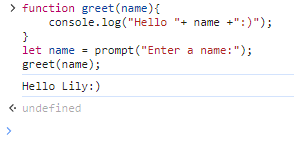 > function greet(name){
console.log("Hello "+ name +":)");
}
let name = prompt("Enter a name:");
greet(name);
Hello Lily:)
undefined
>